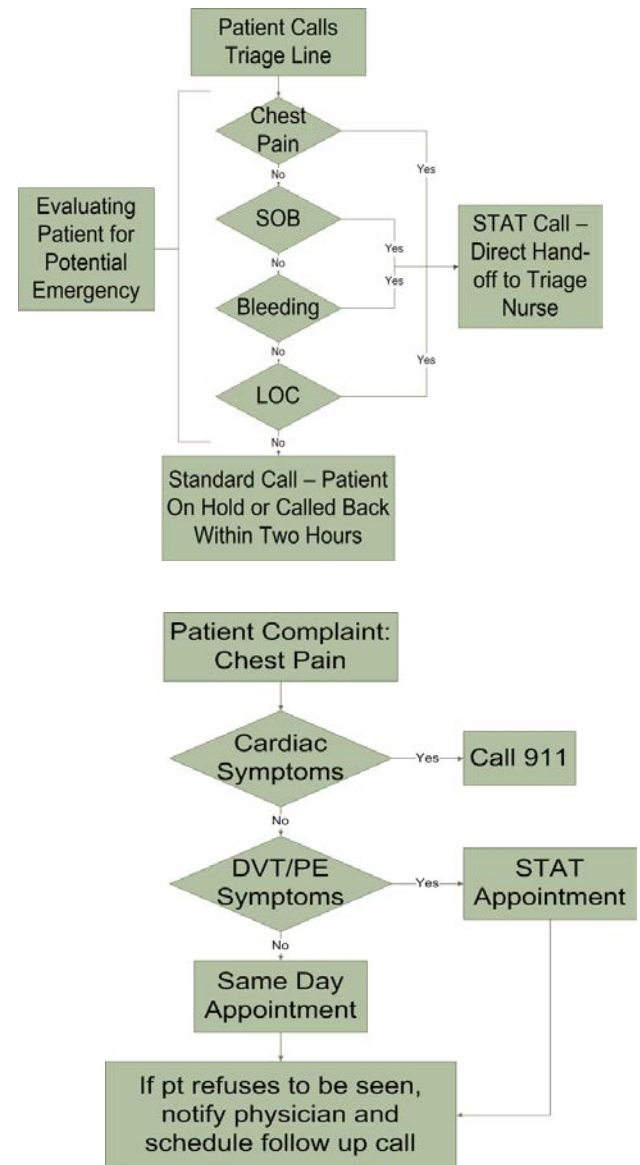 Patient Calls
Triage Line
Chest
Pain
No
Yes
Evaluating
Patient for
Potential
Emergency
SOB
Yes
No
Yes
STAT Call –
Direct Hand-
off to Triage
Nurse
Bleeding
No
Yes
LOC
No
Standard Call – Patient
On Hold or Called Back
Within Two Hours
Patient Complaint:
Chest Pain
Cardiac
Symptoms
Yes
Call 911
No
DVT/PE
Symptoms
Yes
STAT
Appointment
No
Same Day
Appointment
If pt refuses to be seen,
notify physician and
schedule follow up call